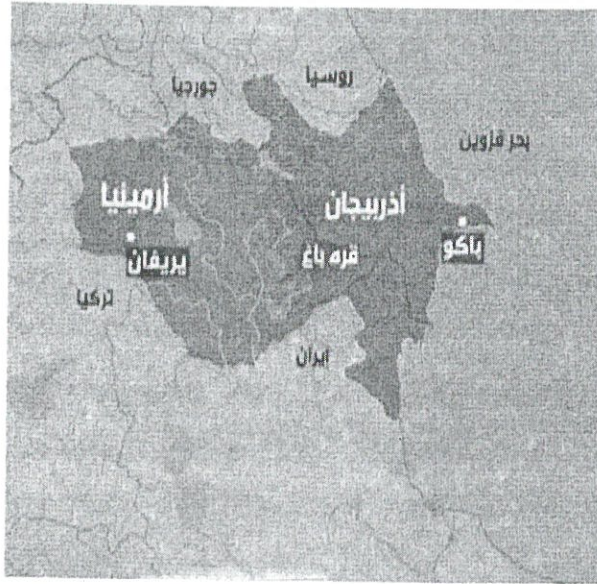 روسيا
جورجيا
بحر قزوين
أرمينيا
أذربيجان
باكو
قره باغ
يريفان
تركيا
ايران